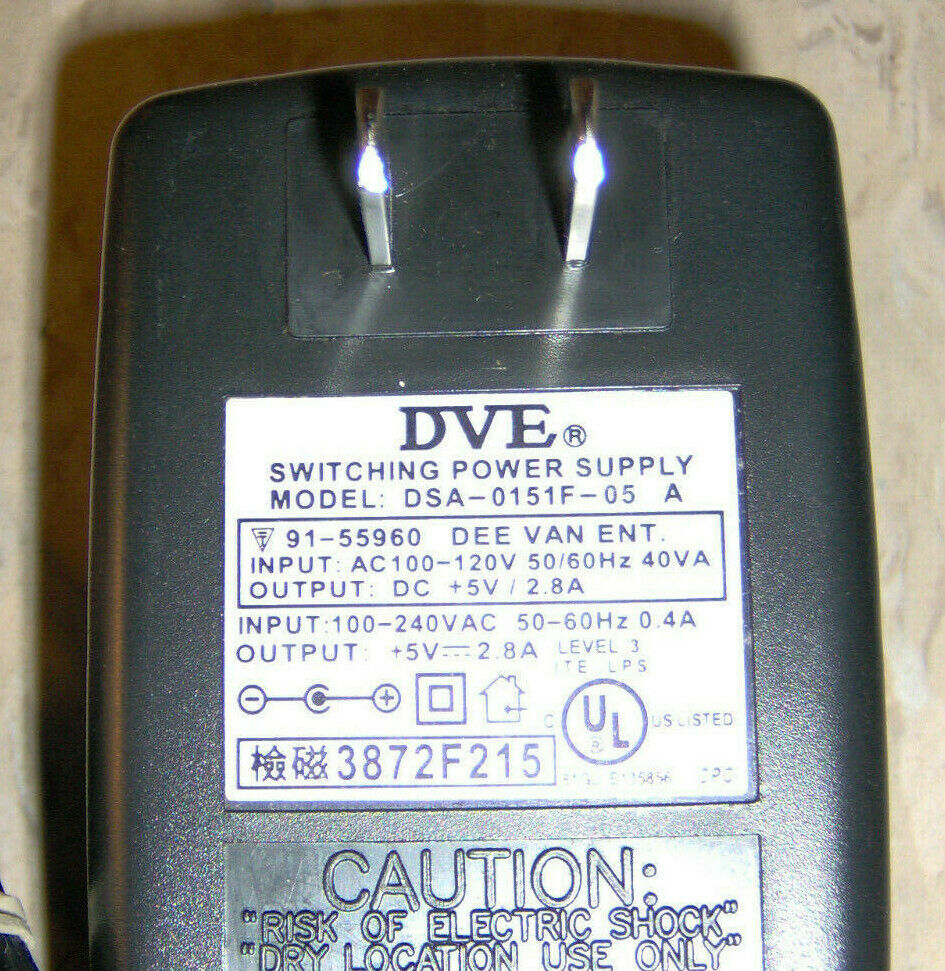 DVE®
SWITCHING POWER SUPPLY
MODEL: DSA-0151F-05 A
91-55960 DEE VAN ENT.
INPUT: AC100-120V 50/60Hz 40VA
OUTPUT: DC +5V / 2.8A
INPUT:100-240VAC 50-60Hz 0.4A
OUTPUT: +5V⎓2.8A LEVEL 3
ITE LPS
C UL® US LISTED
檢磁 3872F215
E135856
CAUTION:
"RISK OF ELECTRIC SHOCK"
"DRY LOCATION USE ONLY"